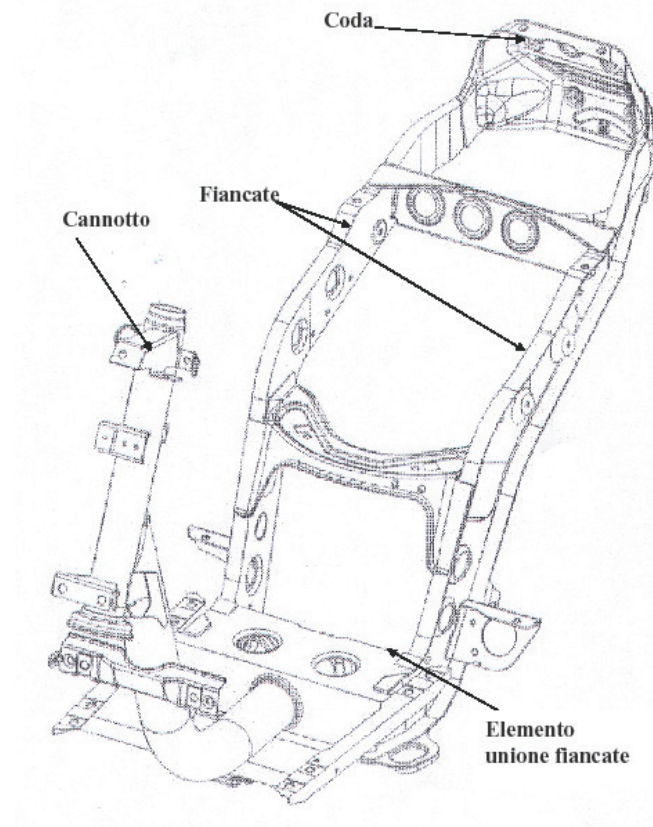 Coda
Fiancate
Cannotto
Elemento
unione fiancate